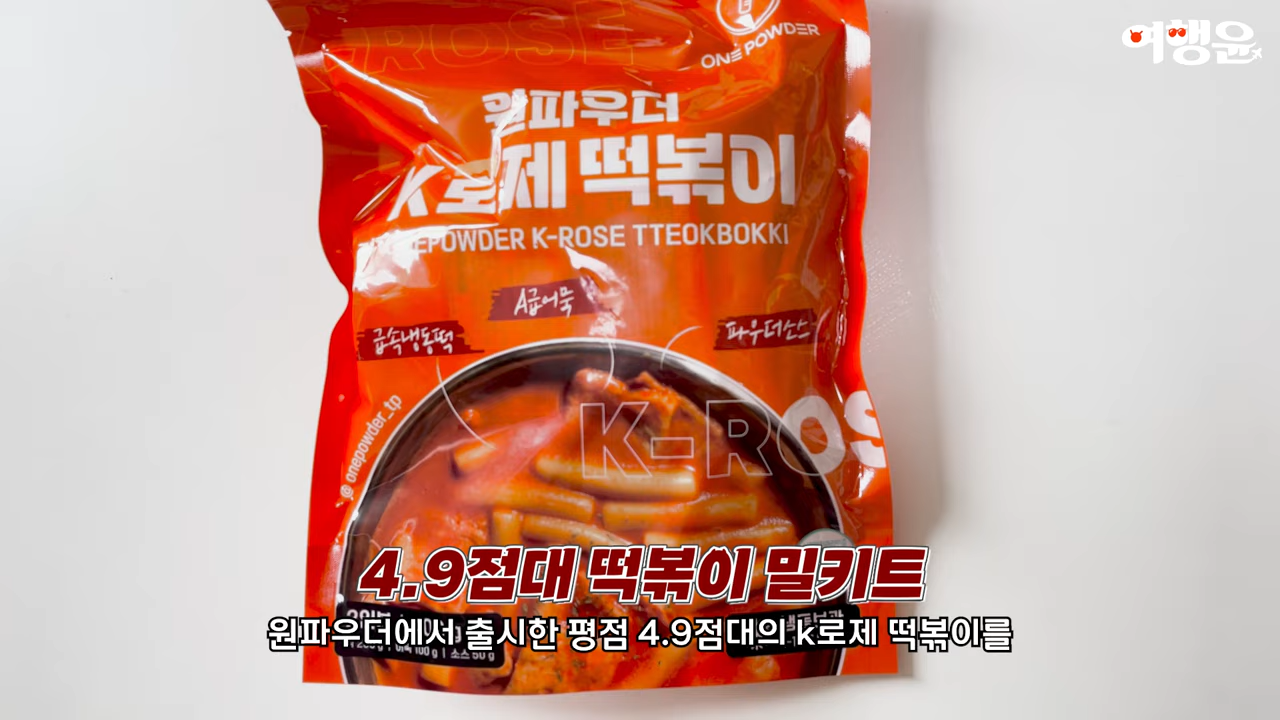 여행윤
K-ROSE
ONE POWDER
원파우더
K로제 떡볶이
K-ROSE TTEOKBOKKI
A급어묵
급속냉동떡
파우더소스
@onepowder_tp
K-ROS
4.9점대 떡볶이 밀키트
원파우더에서 출시한 평점 4.9점대의 k로제 떡볶이를